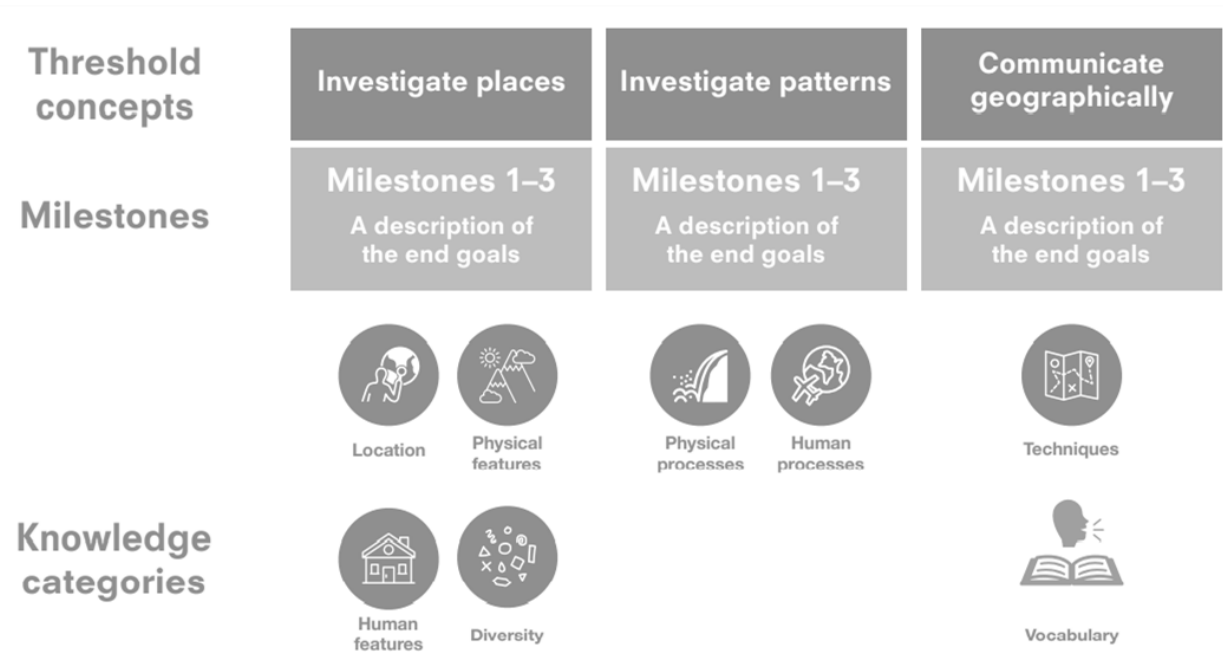 Threshold
concepts
Investigate places
Investigate patterns
Communicate
geographically
Milestones
Milestones 1–3
A description of
the end goals
Milestones 1–3
A description of
the end goals
Milestones 1–3
A description of
the end goals
Knowledge
categories
Location
Physical
features
Physical
processes
Human
processes
Techniques
Human
features
Diversity
Vocabulary